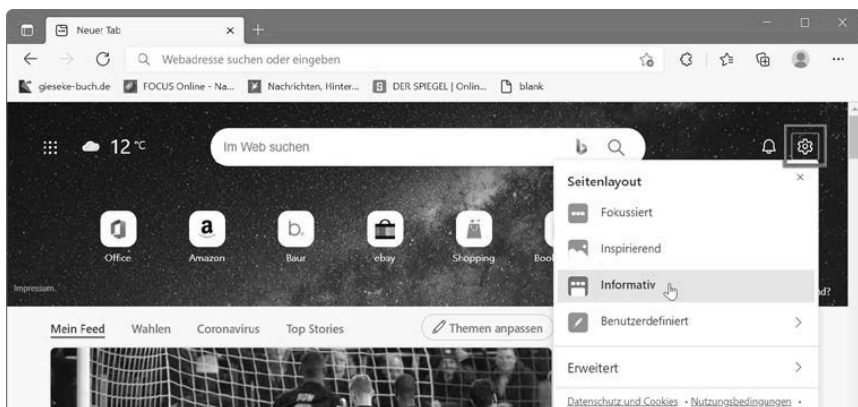 Neuer Tab
Webadresse suchen oder eingeben
gieseke-buch.de FOCUS Online - Na... Nachrichten, Hinter... DER SPIEGEL | Onlin... blank
12 °C Im Web suchen
Seitenlayout
Fokussiert
Office Amazon Baur ebay Shopping
Inspirierend
Impressum.
Informativ
Mein Feed Wahlen Coronavirus Top Stories Themen anpassen
Benutzerdefiniert
Erweitert
Datenschutz und Cookies • Nutzungsbedingungen •